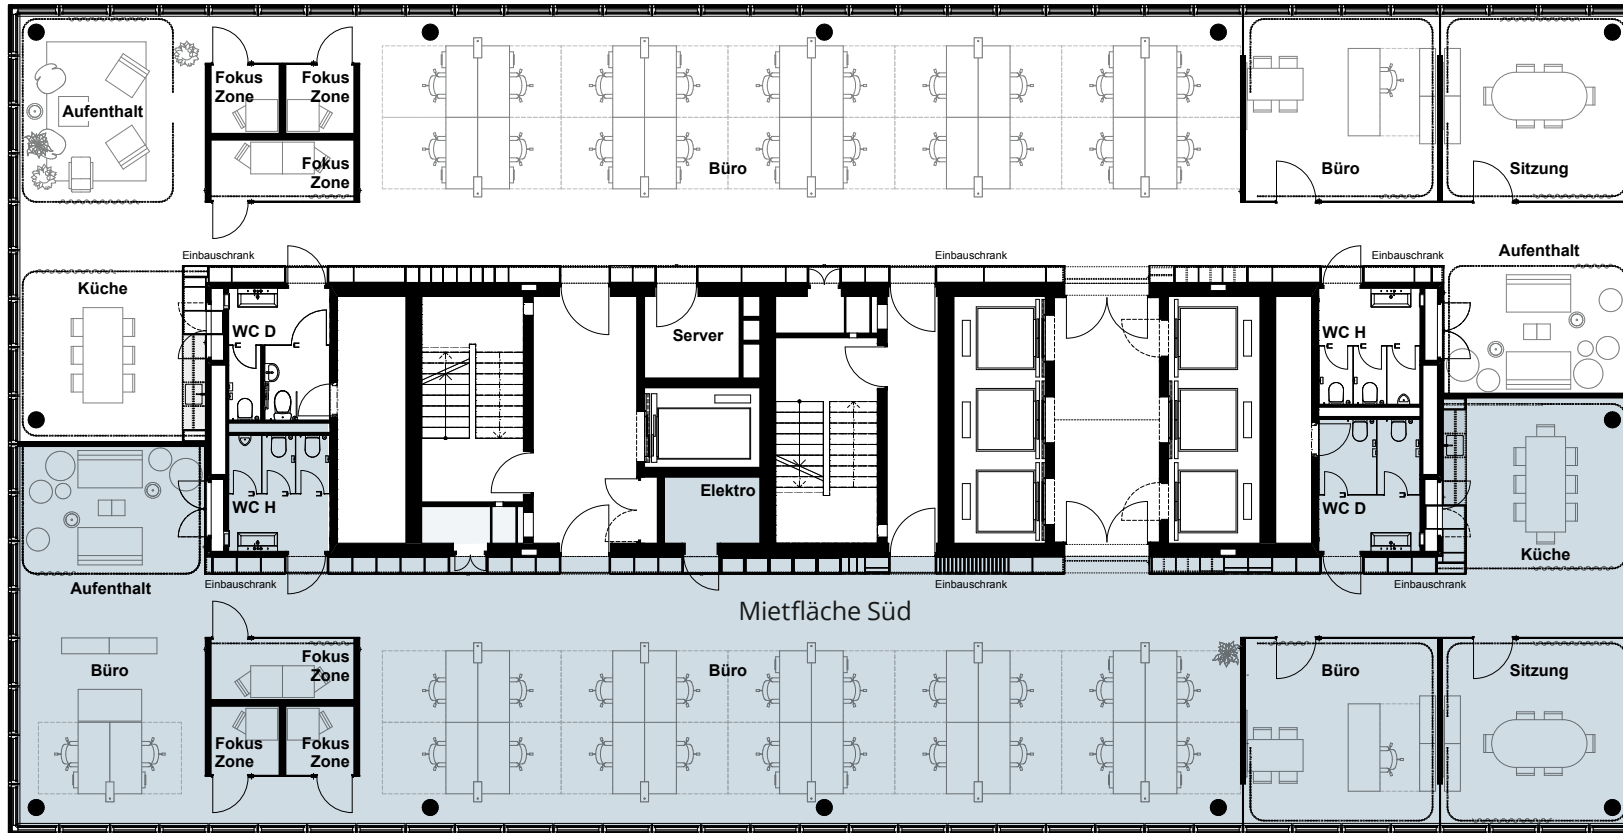 Fokus
Zone
Fokus
Zone
Aufenthalt
Fokus
Zone
Büro
Büro
Sitzung
Einbauschrank
Einbauschrank
Einbauschrank
Aufenthalt
Küche
WC D
Server
WC H
Elektro
WC H
WC D
Küche
Aufenthalt
Einbauschrank
Einbauschrank
Einbauschrank
Mietfläche Süd
Büro
Fokus
Zone
Büro
Büro
Sitzung
Fokus
Zone
Fokus
Zone